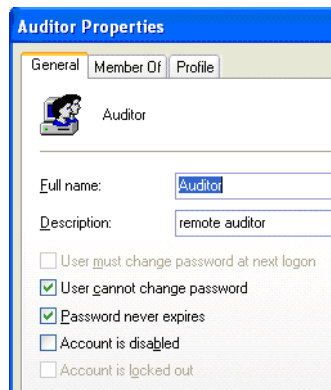 Auditor Properties
General Member Of Profile
Auditor
Full name: Auditor
Description: remote auditor
User must change password at next logon
User cannot change password
Password never expires
Account is disabled
Account is locked out